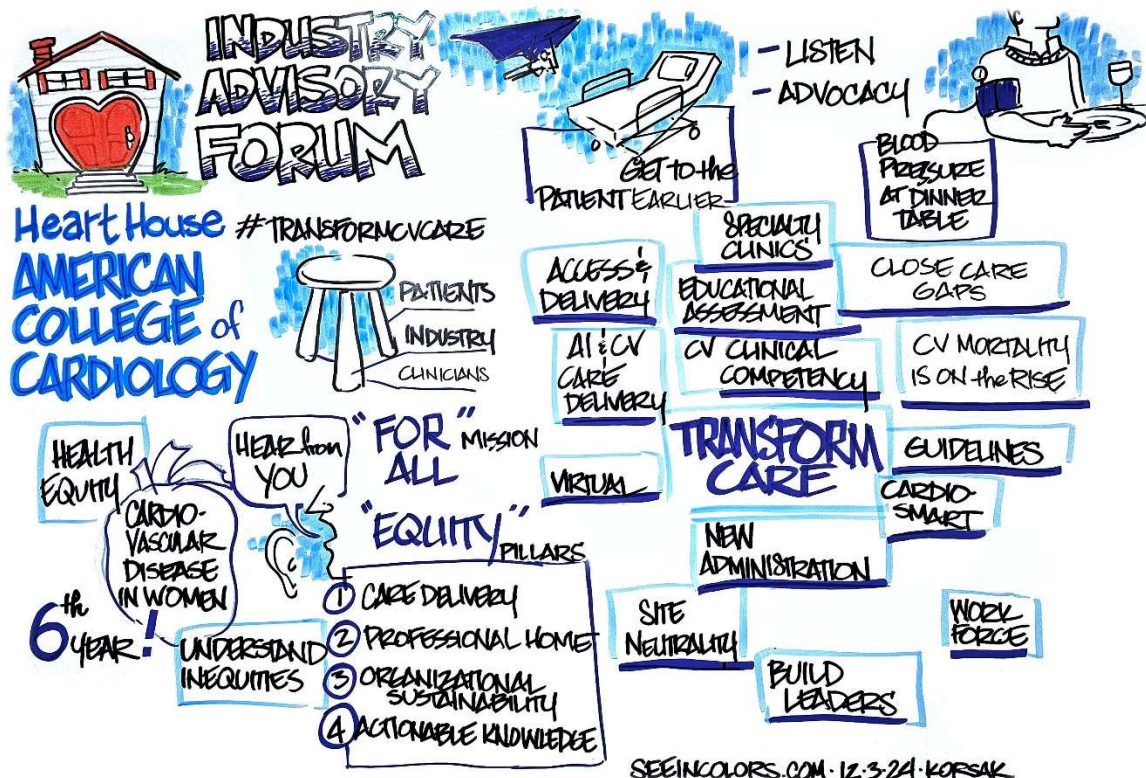 INDUSTRY
ADVISORY
FORUM
Heart House #TRANSFORMCVCARE
AMERICAN
COLLEGE of
CARDIOLOGY
PATIENTS
INDUSTRY
CLINICIANS
GET to the
PATIENT EARLIER
- LISTEN
- ADVOCACY
BLOOD
PRESSURE
AT DINNER
TABLE
SPECIALTY
CLINICS
ACCESS &
DELIVERY
EDUCATIONAL
ASSESSMENT
CLOSE CARE
GAPS
AI & CV
CARE
DELIVERY
CV CLINICAL
COMPETENCY
CV MORTALITY
IS ON the RISE
HEALTH
EQUITY
CARDIO-
VASCULAR
DISEASE
IN WOMEN
6th
YEAR!
UNDERSTAND
INEQUITIES
HEAR from
YOU
"FOR" MISSION
ALL
"EQUITY"
PILLARS
1 CARE DELIVERY
2 PROFESSIONAL HOME
3 ORGANIZATIONAL
SUSTAINABILITY
4 ACTIONABLE KNOWLEDGE
VIRTUAL
TRANSFORM
CARE
GUIDELINES
CARDIO-
SMART
NEW
ADMINISTRATION
SITE
NEUTRALITY
WORK
FORCE
BUILD
LEADERS
SEEINCOLORS.COM · 12·3·24 · KORSAK